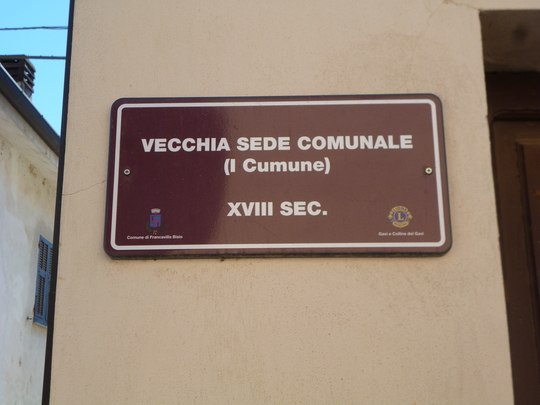 VECCHIA SEDE COMUNALE
(I Cumune)
XVIII SEC.
Comune di Francavilla Bisio
Gavi e Colline del Gavi